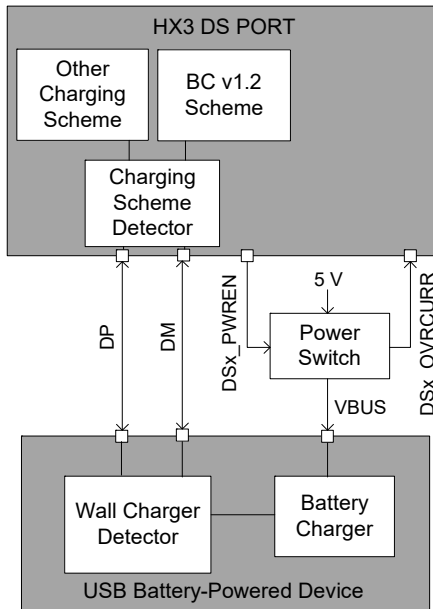 HX3 DS PORT
Other
Charging
Scheme
BC v1.2
Scheme
Charging
Scheme
Detector
DP
DM
DSx_PWREN
5 V
Power
Switch
DSx_OVRCURR
VBUS
Wall Charger
Detector
Battery
Charger
USB Battery-Powered Device